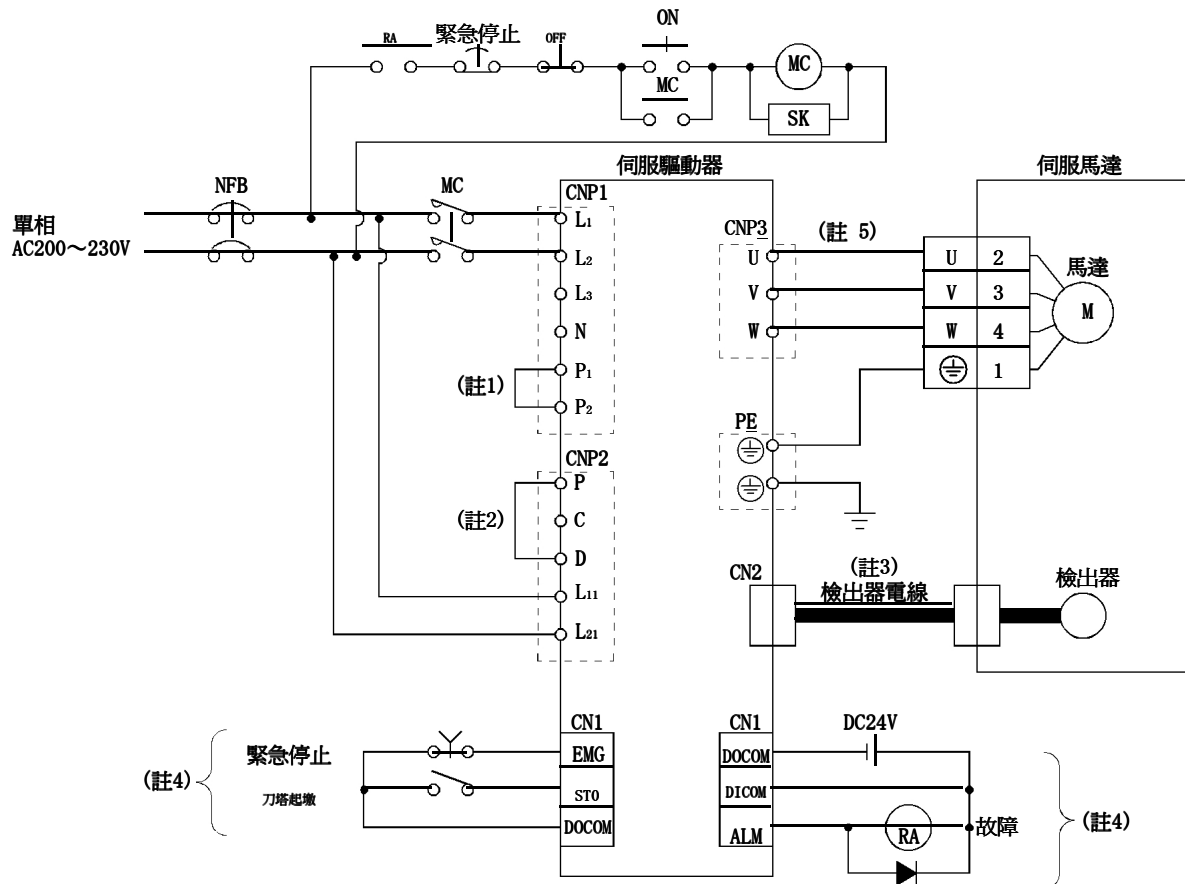 RA
緊急停止
OFF
ON
MC
MC
SK
伺服驅動器
伺服馬達
NFB
MC
CNP1
單相
AC200～230V
L1
L2
L3
N
P1
P2
(註1)
CNP3
U
V
W
(註 5)
U 2
V 3
W 4
1
馬達
M
PE
CNP2
P
C
D
L11
L21
(註2)
CN2
(註3)
檢出器電線
檢出器
CN1
EMG
STO
DOCOM
緊急停止
刀塔起墩
(註4)
CN1
DOCOM
DICOM
ALM
DC24V
RA
故障
(註4)